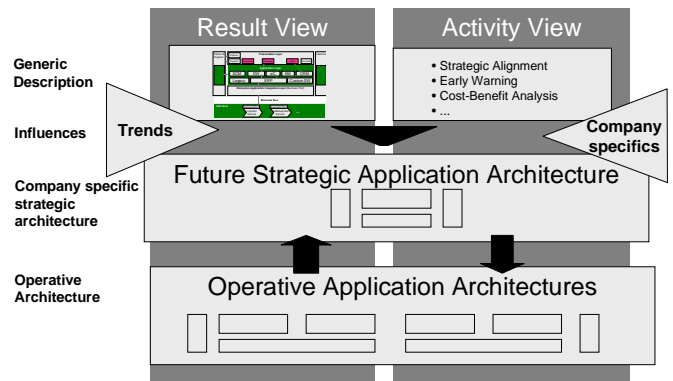 Result View
Activity View
Generic
Description
• Strategic Alignment
• Early Warning
• Cost-Benefit Analysis
• ...
Influences
Trends
Company
specifics
Company specific
strategic
architecture
Future Strategic Application Architecture
Operative
Architecture
Operative Application Architectures